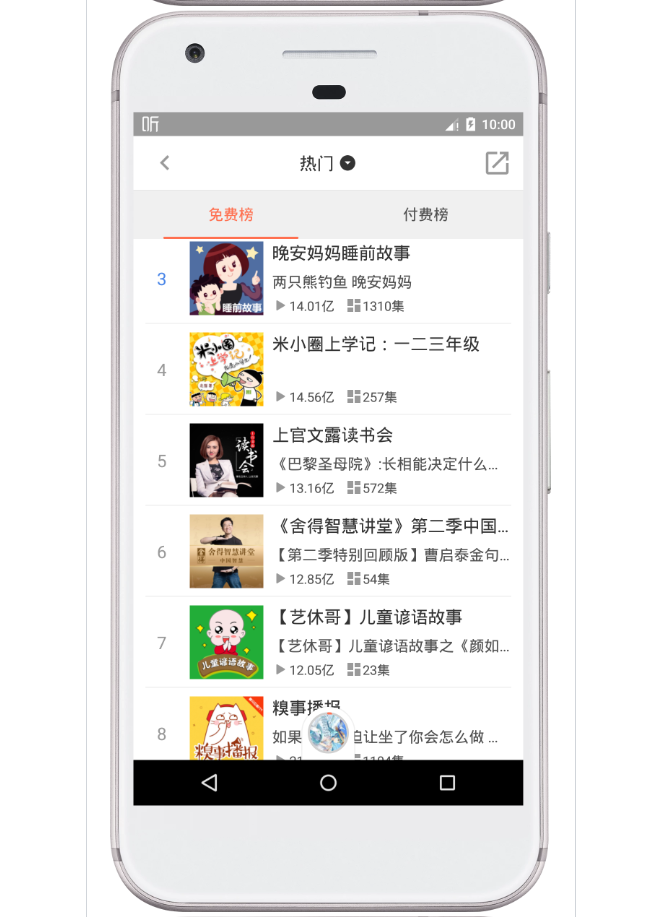 听
10:00
热门
免费榜
付费榜
3
晚安妈妈睡前故事
两只熊钓鱼 晚安妈妈
14.01亿 1310集
睡前故事
4
米小圈上学记：一二三年级
14.56亿 257集
米小圈
上学记
5
上官文露读书会
《巴黎圣母院》:长相能决定什么...
13.16亿 572集
读书会
6
《舍得智慧讲堂》第二季中国...
【第二季特别回顾版】曹启泰金句...
12.85亿 54集
舍得智慧讲堂
中国智慧
7
【艺休哥】儿童谚语故事
【艺休哥】儿童谚语故事之《颜如...
12.05亿 23集
儿童谚语故事
8
糗事播报
如果 迫让坐了你会怎么做 ...
糗事播报